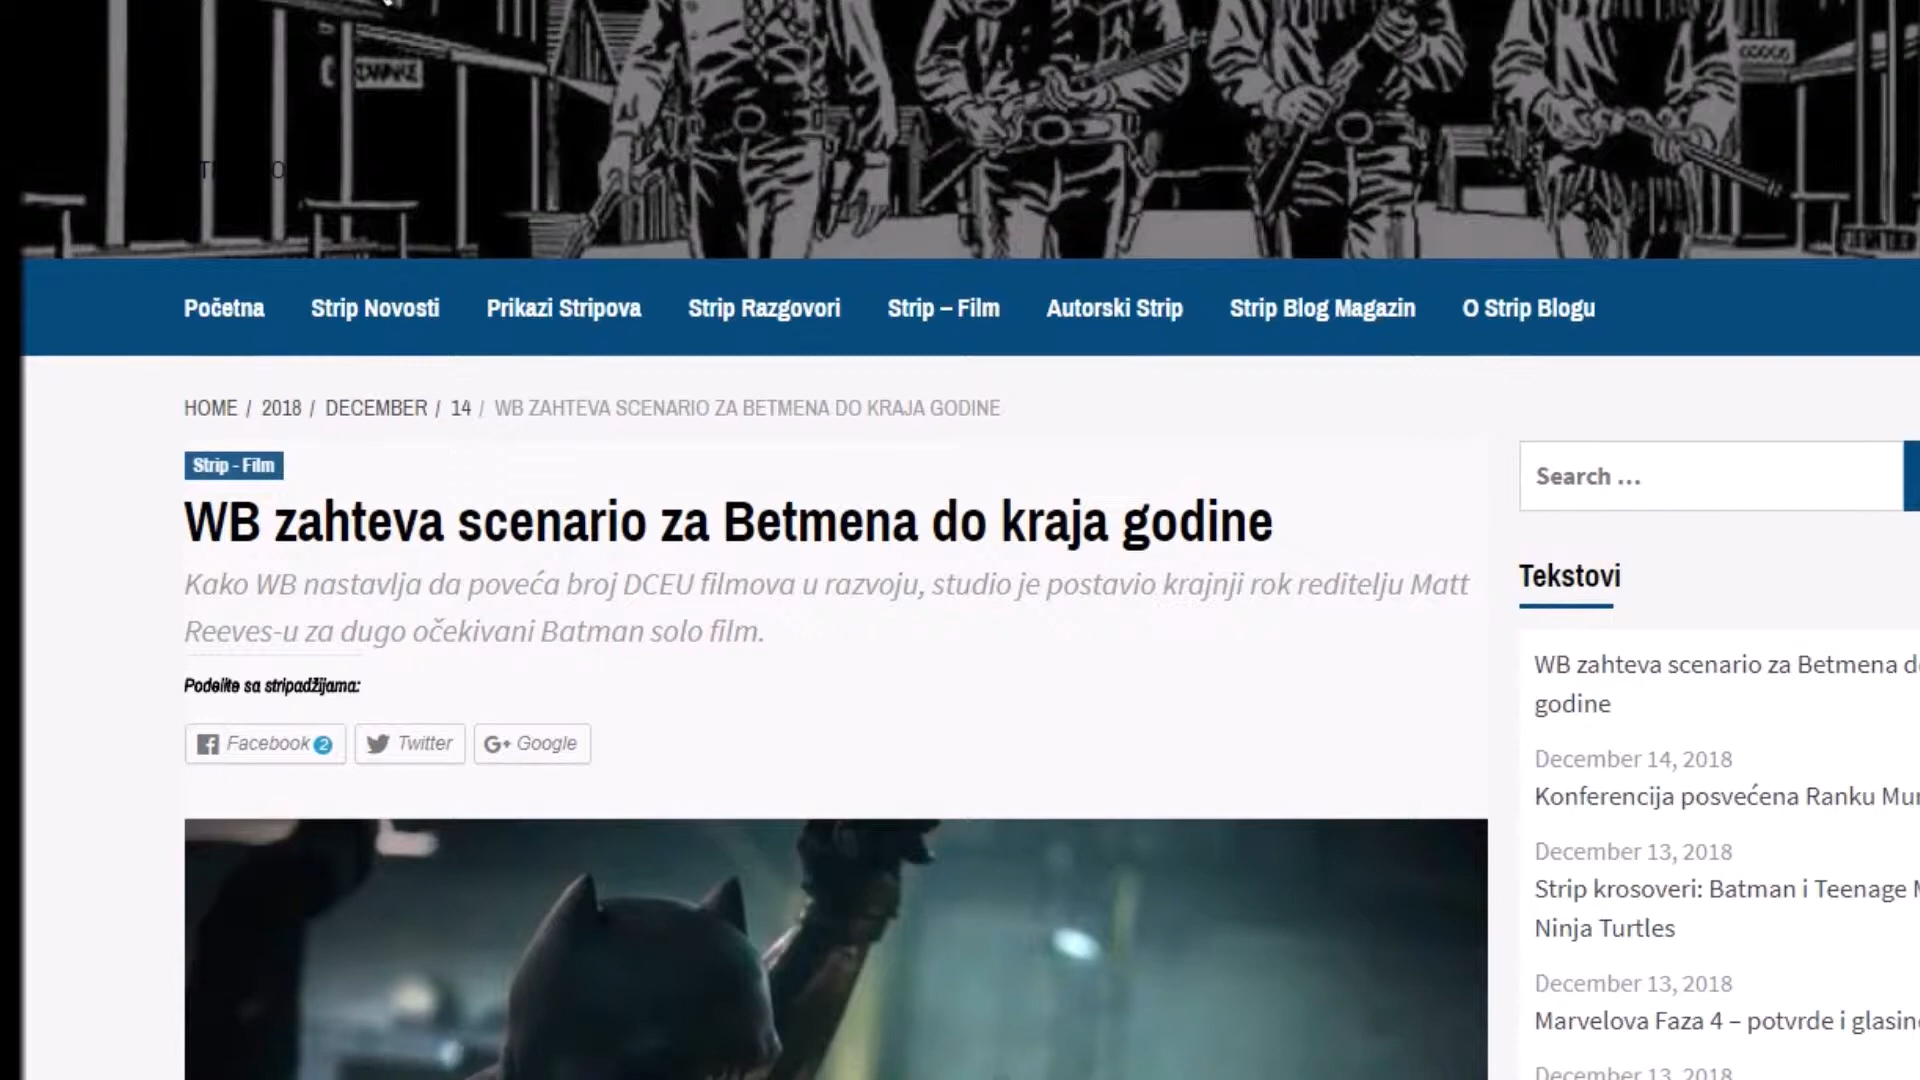 Početna Strip Novosti Prikazi Stripova Strip Razgovori Strip – Film Autorski Strip Strip Blog Magazin O Strip Blogu
HOME / 2018 / DECEMBER / 14 / WB ZAHTEVA SCENARIO ZA BETMENA DO KRAJA GODINE
Strip - Film
WB zahteva scenario za Betmena do kraja godine
Kako WB nastavlja da poveća broj DCEU filmova u razvoju, studio je postavio krajnji rok reditelju Matt
Reeves-u za dugo očekivani Batman solo film.
Podelite sa stripadžijama:
Facebook 2 Twitter G+ Google
Search ...
Tekstovi
WB zahteva scenario za Betmena
godine
December 14, 2018
Konferencija posvećena Ranku
December 13, 2018
Strip krosoveri: Batman i Teenage
Ninja Turtles
December 13, 2018
Marvelova Faza 4 – potvrde i
December 13, 2018